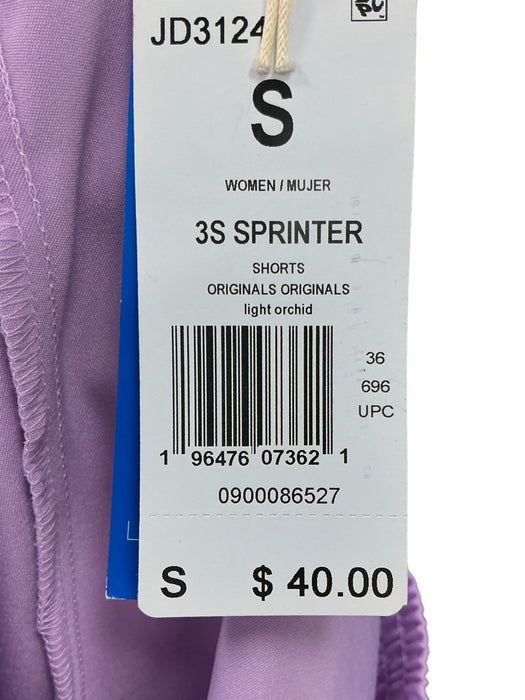 JD3124
S
WOMEN / MUJER
3S SPRINTER
SHORTS
ORIGINALS ORIGINALS
light orchid
36
696
UPC
1 96476 07362 1
0900086527
S $ 40.00